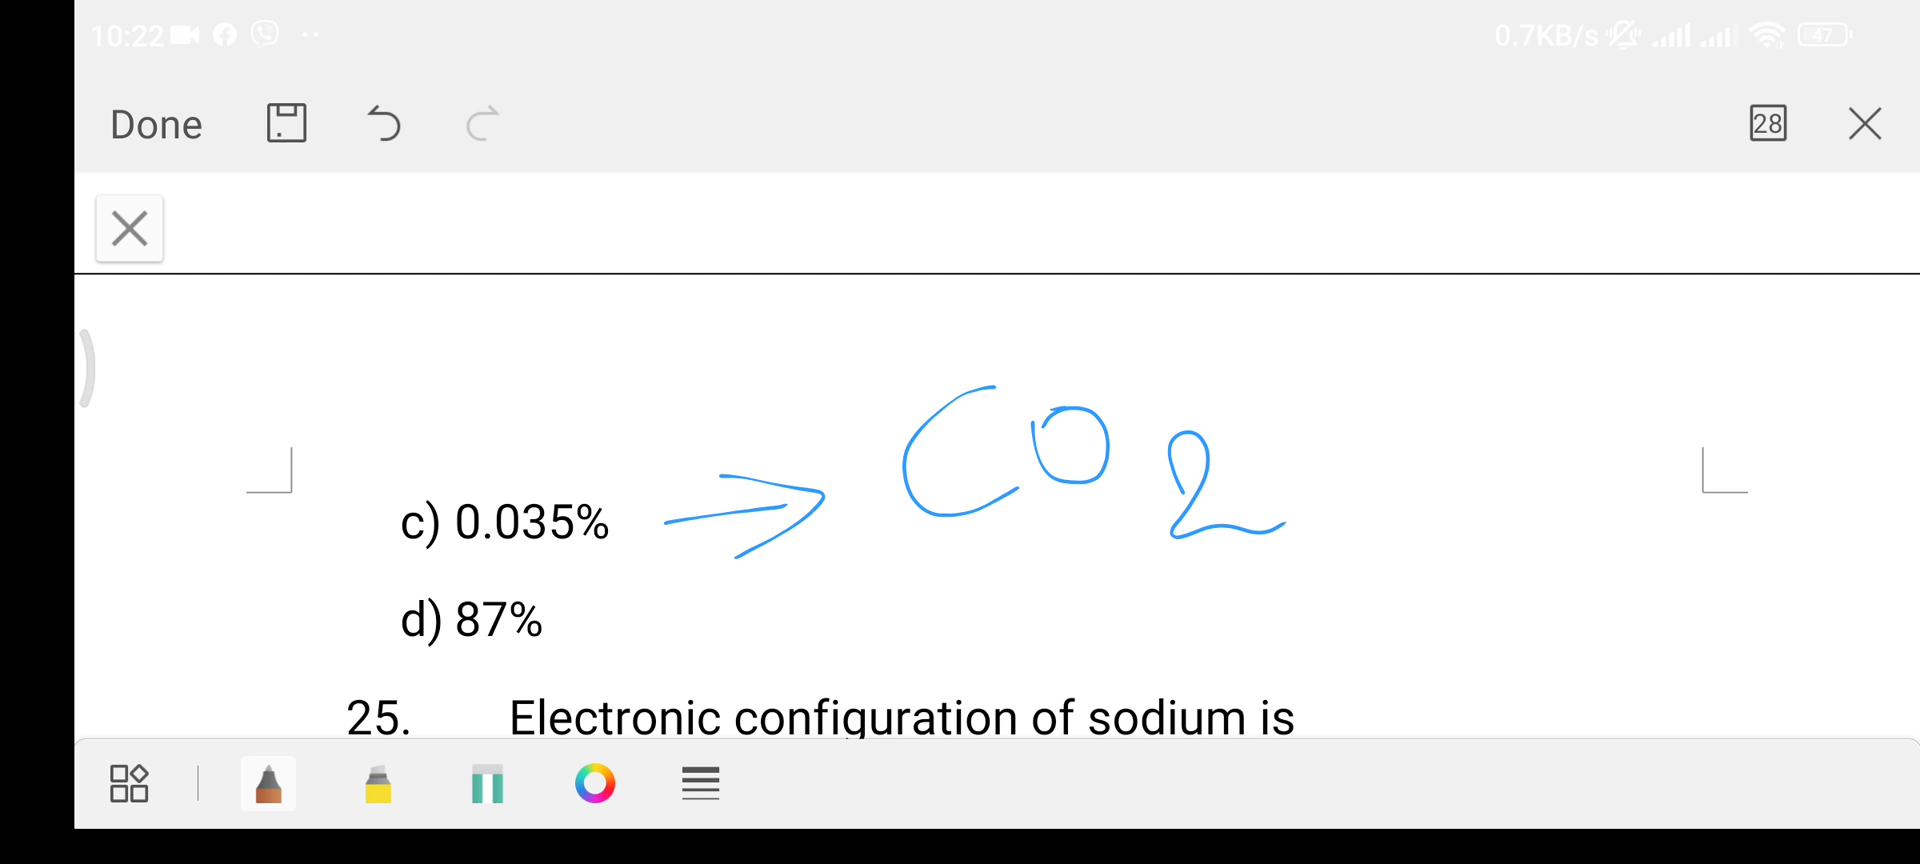 10:22 0.7KB/s 47
Done 28
CO2
c) 0.035%
d) 87%
25. Electronic configuration of sodium is